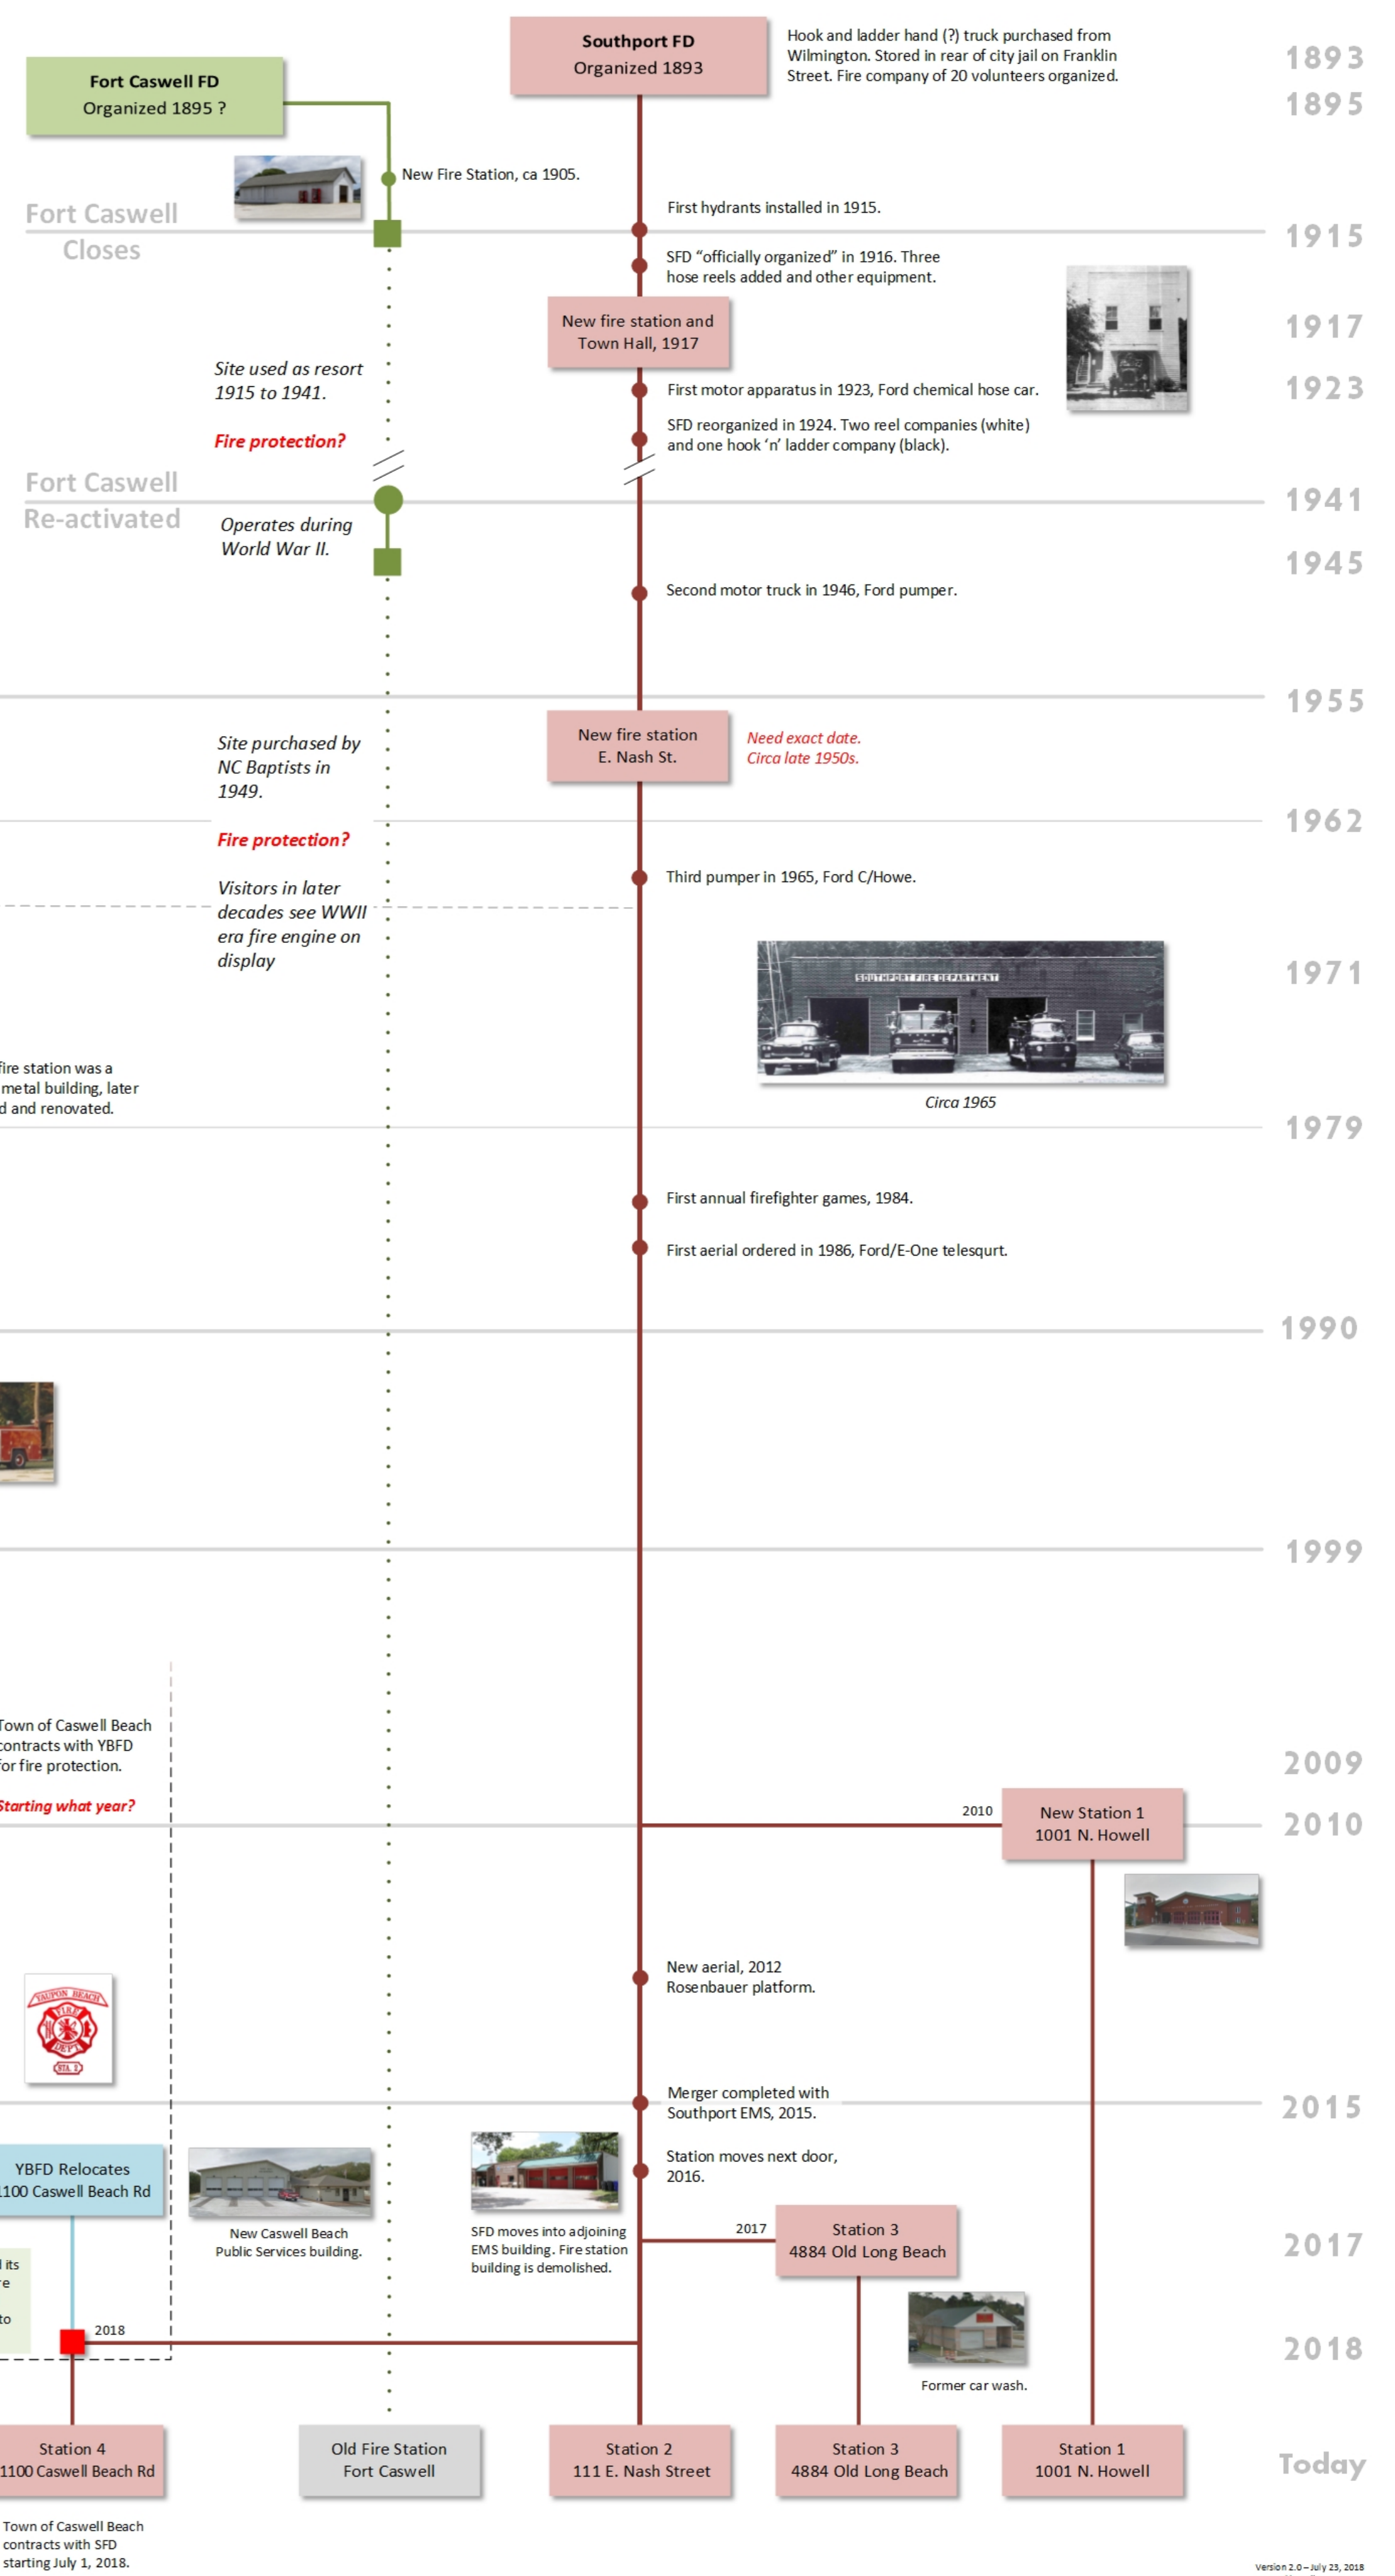 Southport FD
Organized 1893
Hook and ladder hand (?) truck purchased from
Wilmington. Stored in rear of city jail on Franklin
Street. Fire company of 20 volunteers organized.
1893
Fort Caswell FD
Organized 1895 ?
1895
New Fire Station, ca 1905.
Fort Caswell
Closes
First hydrants installed in 1915.
1915
SFD “officially organized” in 1916. Three
hose reels added and other equipment.
New fire station and
Town Hall, 1917
1917
Site used as resort
1915 to 1941.
Fire protection?
First motor apparatus in 1923, Ford chemical hose car.
1923
SFD reorganized in 1924. Two reel companies (white)
and one hook ‘n’ ladder company (black).
Fort Caswell
Re-activated
1941
Operates during
World War II.
1945
Second motor truck in 1946, Ford pumper.
1955
New fire station
E. Nash St.
Need exact date.
Circa late 1950s.
Site purchased by
NC Baptists in
1949.
Fire protection?
1962
Visitors in later
decades see WWII
era fire engine on
display
Third pumper in 1965, Ford C/Howe.
SOUTHPORT FIRE DEPARTMENT
1971
Circa 1965
fire station was a
metal building, later
d and renovated.
1979
First annual firefighter games, 1984.
First aerial ordered in 1986, Ford/E-One telesqurt.
1990
1999
Town of Caswell Beach
contracts with YBFD
for fire protection.
Starting what year?
2009
2010
New Station 1
1001 N. Howell
2010
New aerial, 2012
Rosenbauer platform.
YAUPON BEACH
FIRE
DEPT
STA. 2
Merger completed with
Southport EMS, 2015.
2015
Station moves next door,
2016.
YBFD Relocates
1100 Caswell Beach Rd
New Caswell Beach
Public Services building.
SFD moves into adjoining
EMS building. Fire station
building is demolished.
2017
Station 3
4884 Old Long Beach
2017
d its
re
to
2018
2018
Former car wash.
Station 4
1100 Caswell Beach Rd
Old Fire Station
Fort Caswell
Station 2
111 E. Nash Street
Station 3
4884 Old Long Beach
Station 1
1001 N. Howell
Today
Town of Caswell Beach
contracts with SFD
starting July 1, 2018.
Version 2.0 – July 23, 2018